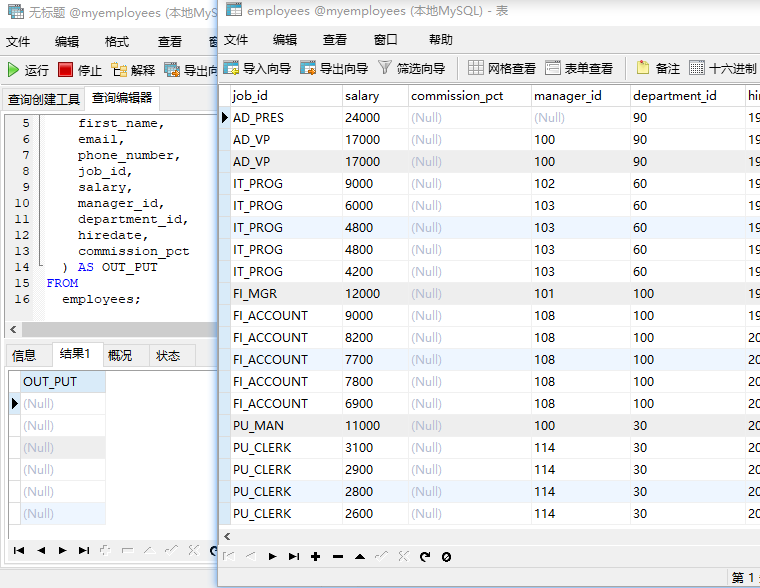 无标题 @myemployees (本地MyS
文件 编辑 格式 查看
运行 停止 解释 导出向
查询创建工具 查询编辑器
5 first_name,
6 email,
7 phone_number,
8 job_id,
9 salary,
10 manager_id,
11 department_id,
12 hiredate,
13 commission_pct
14 ) AS OUT_PUT
15 FROM
16 employees;
信息 结果1 概况 状态
OUT_PUT
(Null)
(Null)
(Null)
(Null)
(Null)
(Null)
employees @myemployees (本地MySQL) - 表
文件 编辑 查看 窗口 帮助
导入向导 导出向导 筛选向导 网格查看 表单查看 备注 十六进制
job_id salary commission_pct manager_id department_id hir
AD_PRES 24000 (Null) (Null) 90 19
AD_VP 17000 (Null) 100 90 19
AD_VP 17000 (Null) 100 90 19
IT_PROG 9000 (Null) 102 60 19
IT_PROG 6000 (Null) 103 60 19
IT_PROG 4800 (Null) 103 60 19
IT_PROG 4800 (Null) 103 60 19
IT_PROG 4200 (Null) 103 60 19
FI_MGR 12000 (Null) 101 100 19
FI_ACCOUNT 9000 (Null) 108 100 19
FI_ACCOUNT 8200 (Null) 108 100 20
FI_ACCOUNT 7700 (Null) 108 100 20
FI_ACCOUNT 7800 (Null) 108 100 20
FI_ACCOUNT 6900 (Null) 108 100 20
PU_MAN 11000 (Null) 100 30 20
PU_CLERK 3100 (Null) 114 30 20
PU_CLERK 2900 (Null) 114 30 20
PU_CLERK 2800 (Null) 114 30 20
PU_CLERK 2600 (Null) 114 30 20
第 1